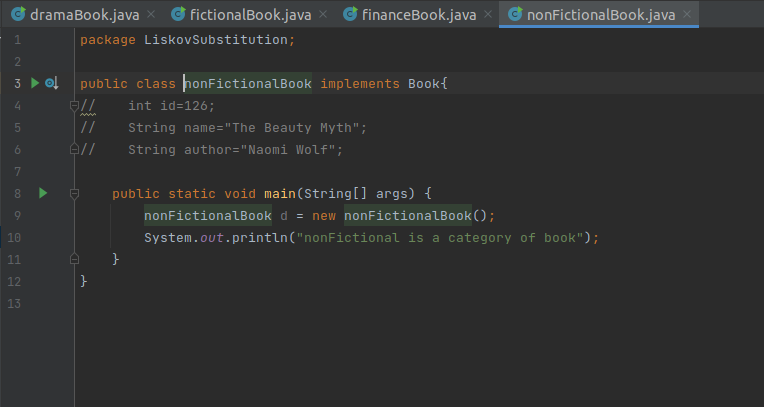 dramaBook.java × fictionalBook.java × financeBook.java × nonFictionalBook.java ×
1 package LiskovSubstitution;
2
3 public class nonFictionalBook implements Book{
4 //    int id=126;
5 //    String name="The Beauty Myth";
6 //    String author="Naomi Wolf";
7
8     public static void main(String[] args) {
9         nonFictionalBook d = new nonFictionalBook();
10         System.out.println("nonFictional is a category of book");
11     }
12 }
13